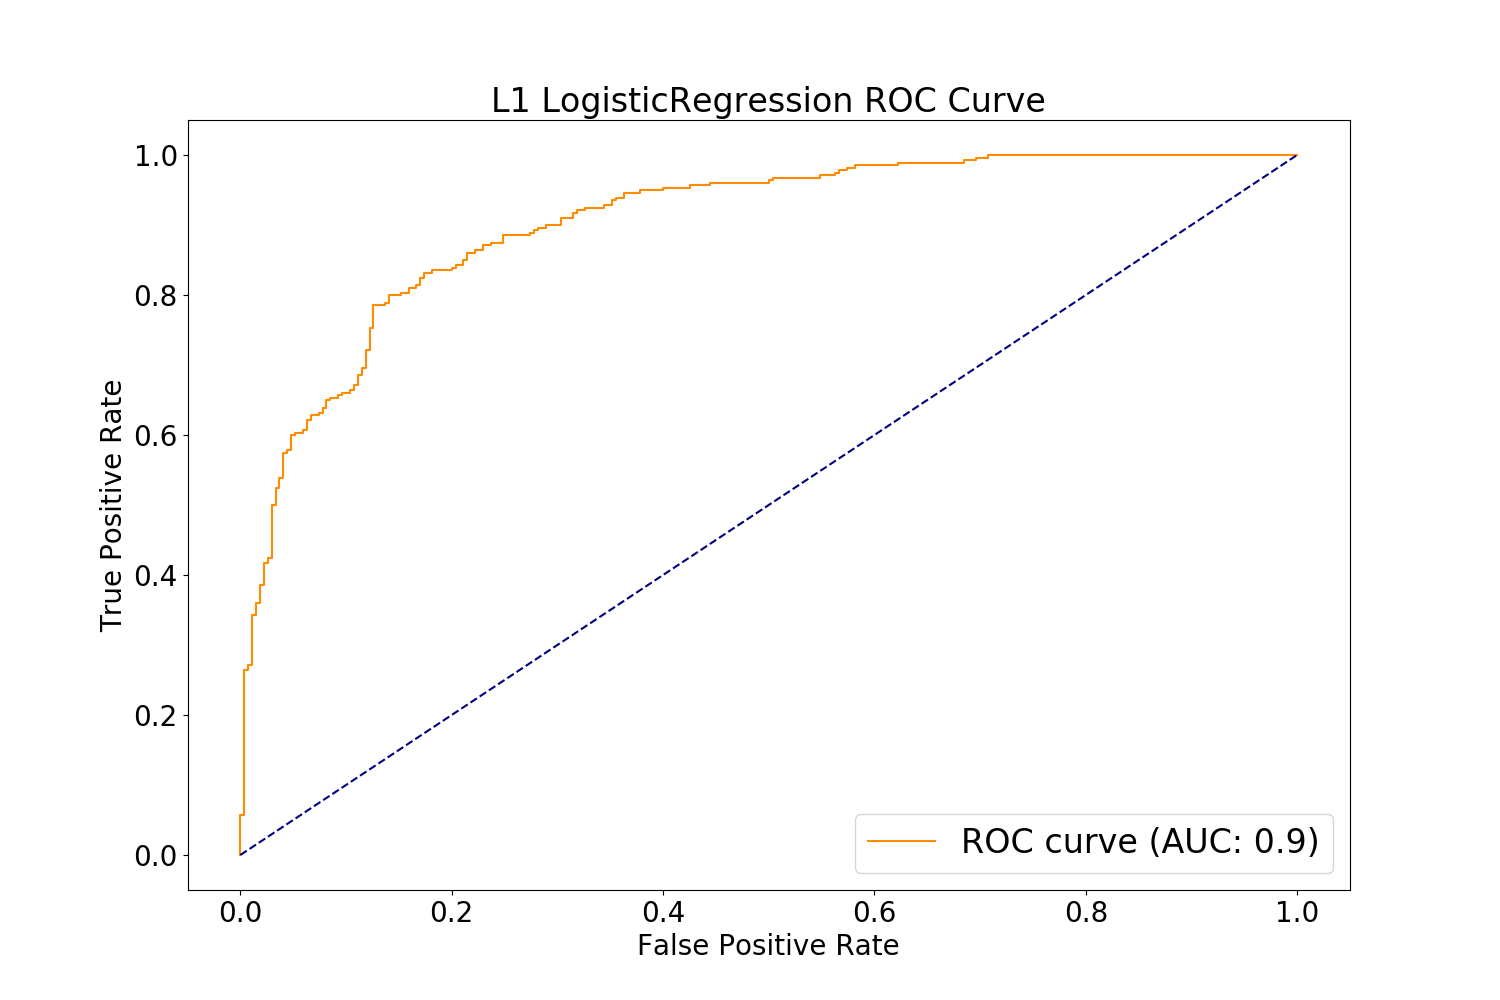 L1 LogisticRegression ROC Curve
1.0
0.8
0.6
0.4
0.2
0.0
True Positive Rate
ROC curve (AUC: 0.9)
0.0 0.2 0.4 0.6 0.8 1.0
False Positive Rate